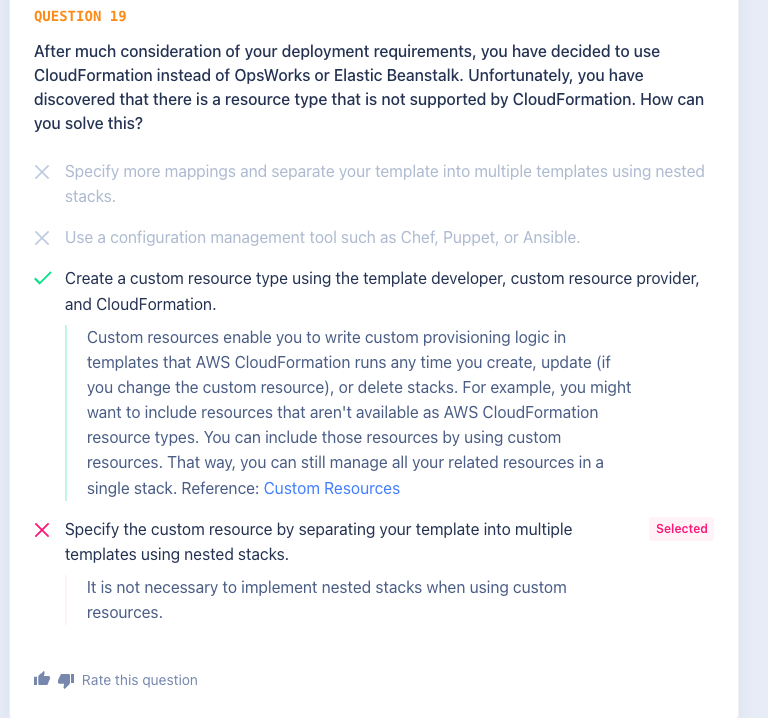 QUESTION 19
After much consideration of your deployment requirements, you have decided to use
CloudFormation instead of OpsWorks or Elastic Beanstalk. Unfortunately, you have
discovered that there is a resource type that is not supported by CloudFormation. How can
you solve this?
Specify more mappings and separate your template into multiple templates using nested
stacks.
Use a configuration management tool such as Chef, Puppet, or Ansible.
Create a custom resource type using the template developer, custom resource provider,
and CloudFormation.
Custom resources enable you to write custom provisioning logic in
templates that AWS CloudFormation runs any time you create, update (if
you change the custom resource), or delete stacks. For example, you might
want to include resources that aren't available as AWS CloudFormation
resource types. You can include those resources by using custom
resources. That way, you can still manage all your related resources in a
single stack. Reference: Custom Resources
Specify the custom resource by separating your template into multiple
templates using nested stacks.
Selected
It is not necessary to implement nested stacks when using custom
resources.
Rate this question